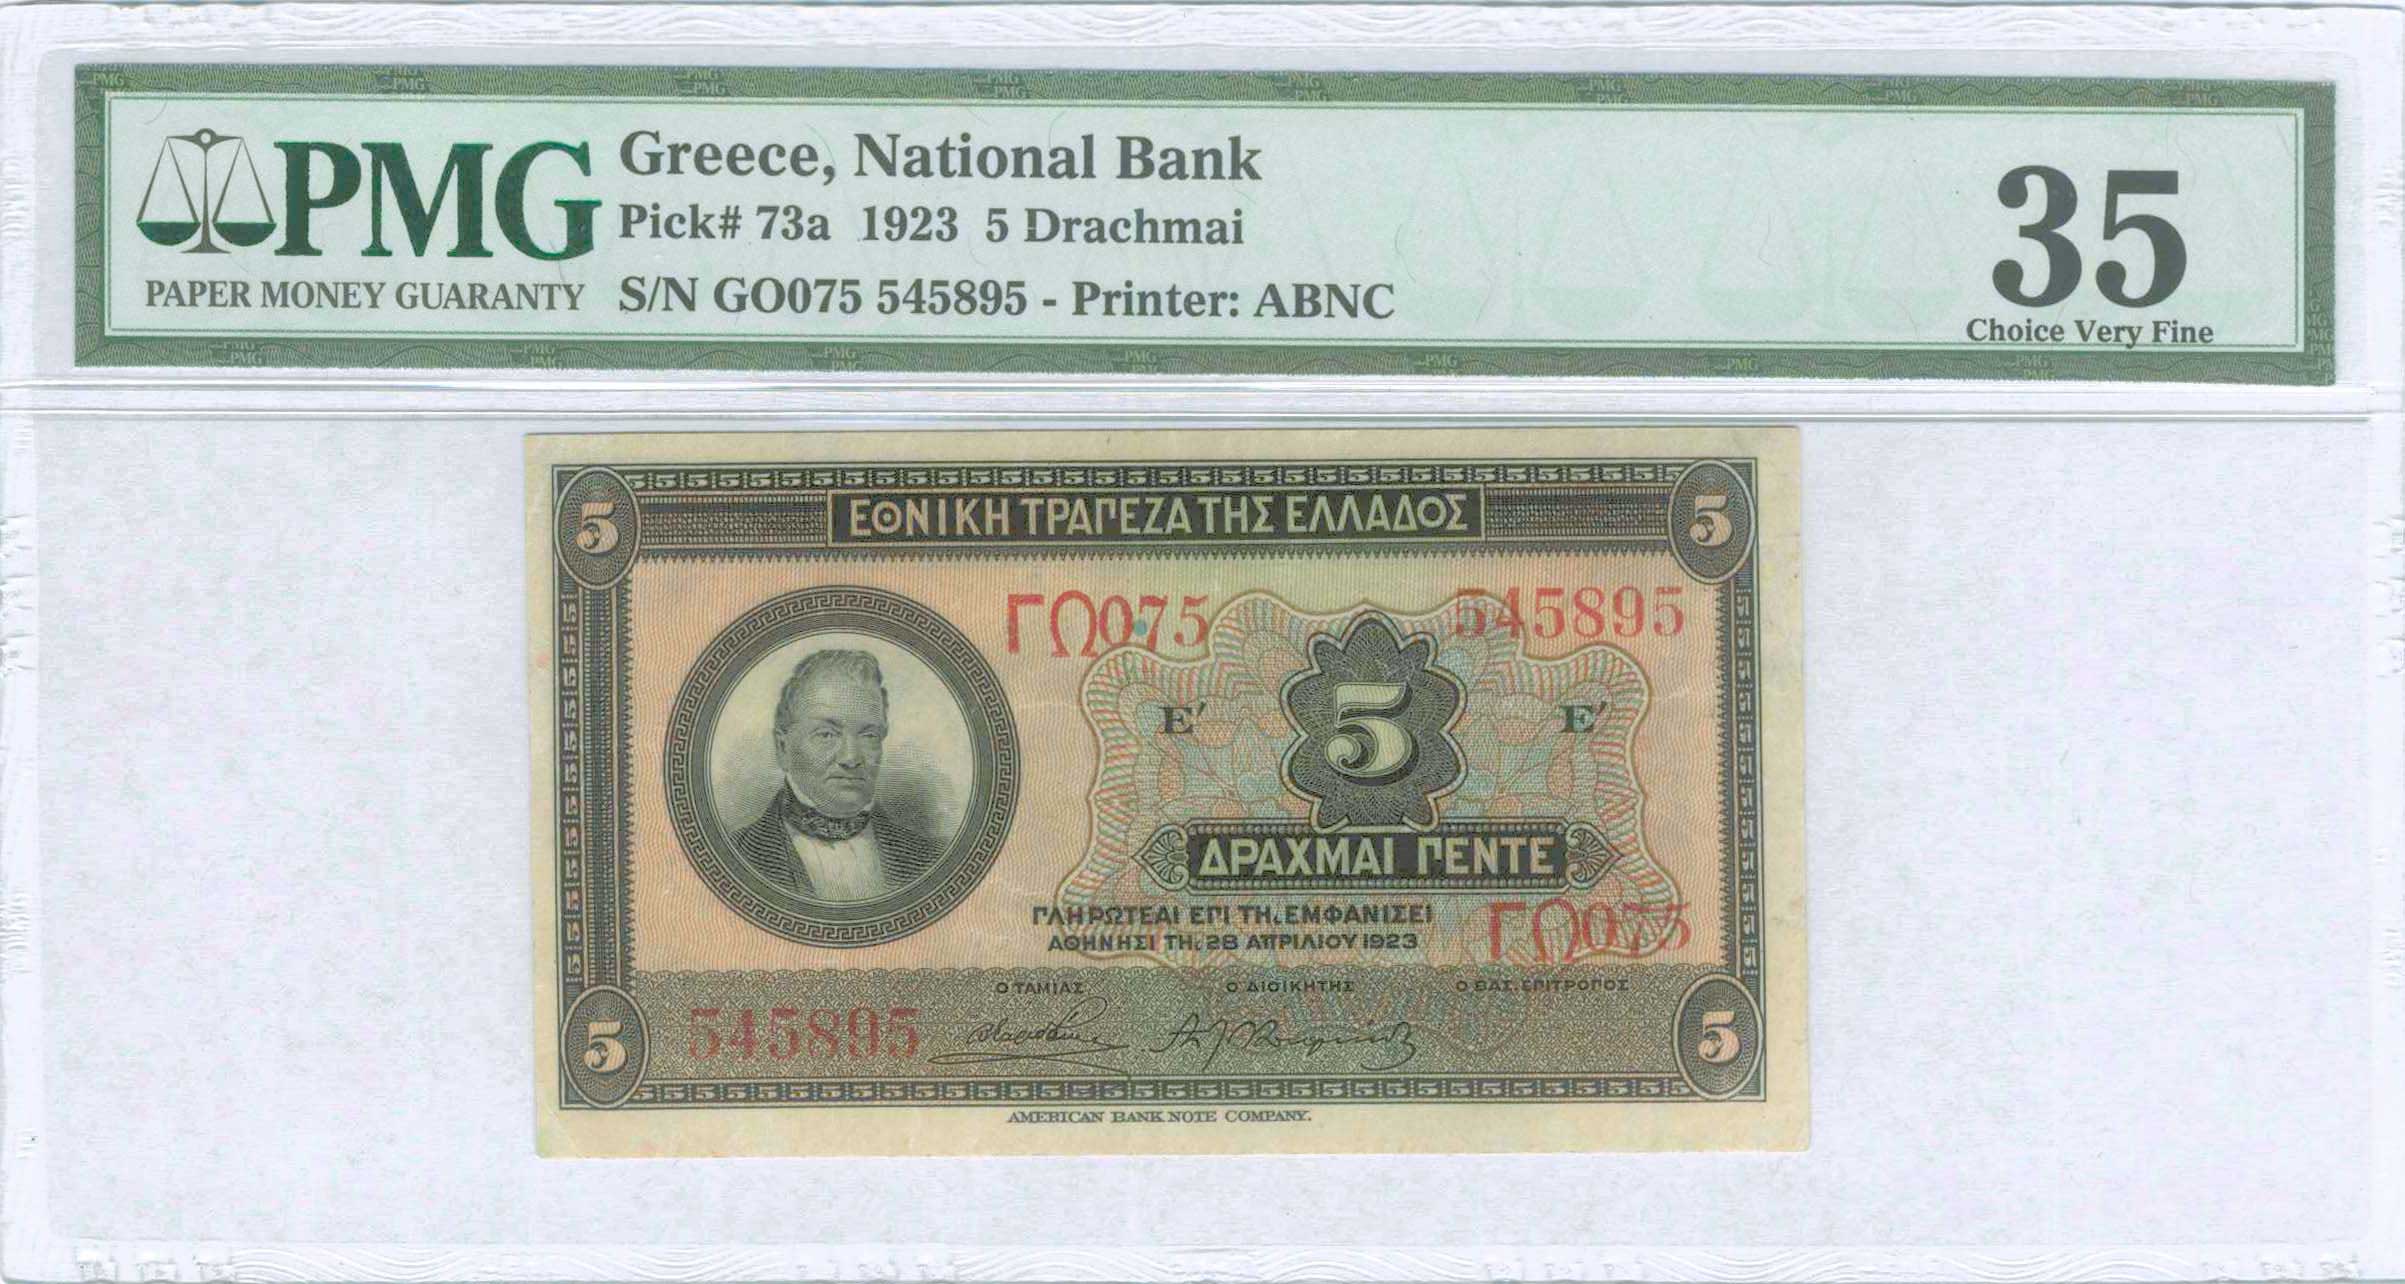 PMG
PAPER MONEY GUARANTY
Greece, National Bank
Pick# 73a 1923 5 Drachmai
S/N GO075 545895 - Printer: ABNC
35
Choice Very Fine
5 5
ΕΘΝΙΚΗ ΤΡΑΠΕΖΑ ΤΗΣ ΕΛΛΑΔΟΣ
ΓΩ075 545895
Ε′ 5 Ε′
ΔΡΑΧΜΑΙ ΠΕΝΤΕ
ΠΛΗΡΩΤΕΑΙ ΕΠΙ ΤΗι ΕΜΦΑΝΙΣΕΙ
ΑΘΗΝΗΣΙ ΤΗι 28 ΑΠΡΙΛΙΟΥ 1923
ΓΩ075
Ο ΤΑΜΙΑΣ Ο ΔΙΟΙΚΗΤΗΣ Ο ΒΑΣ. ΕΠΙΤΡΟΠΟΣ
545895
5 5
AMERICAN BANK NOTE COMPANY.